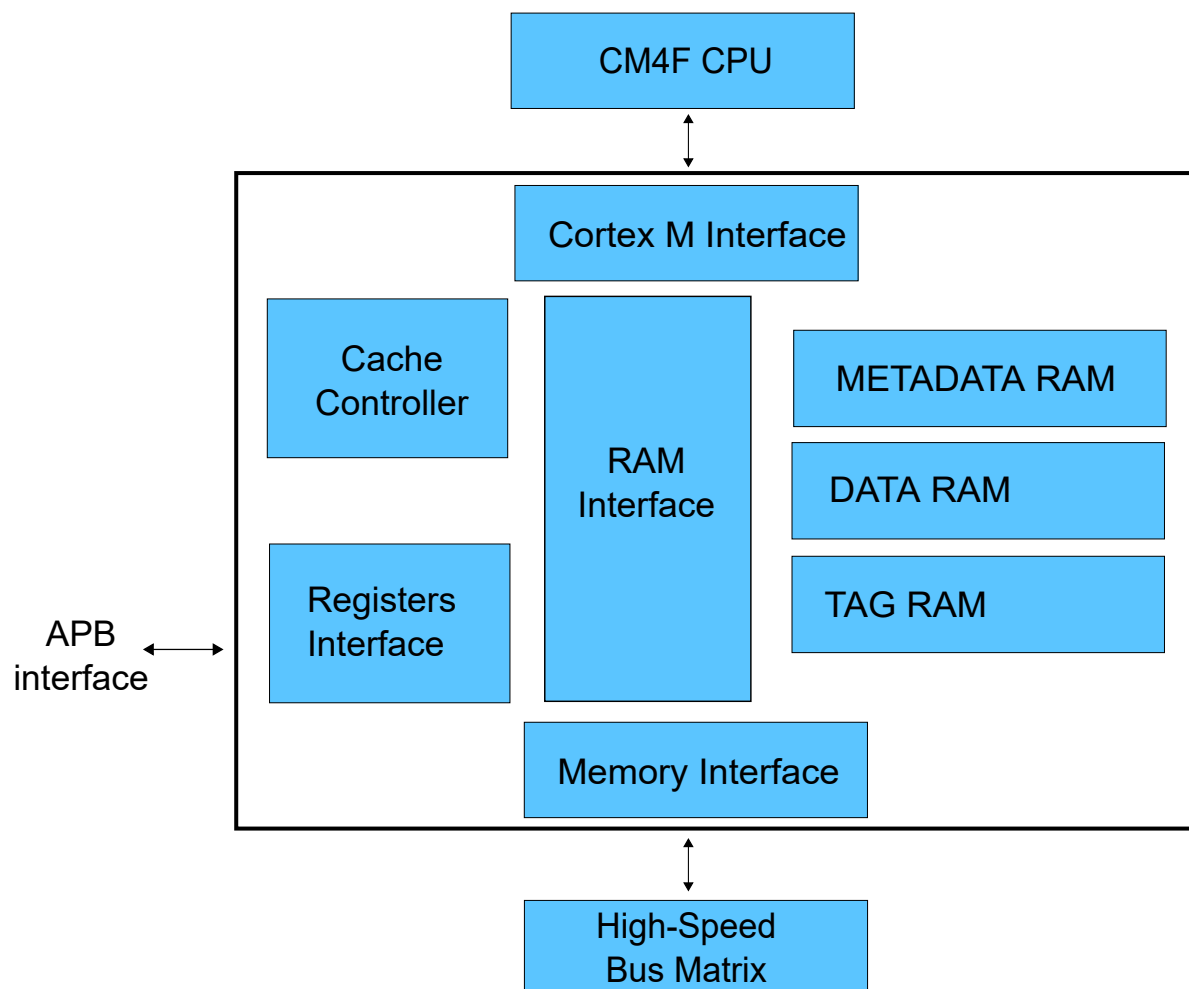 CM4F CPU
Cortex M Interface
Cache
Controller
RAM
Interface
METADATA RAM
DATA RAM
TAG RAM
Registers
Interface
APB
interface
Memory Interface
High-Speed
Bus Matrix